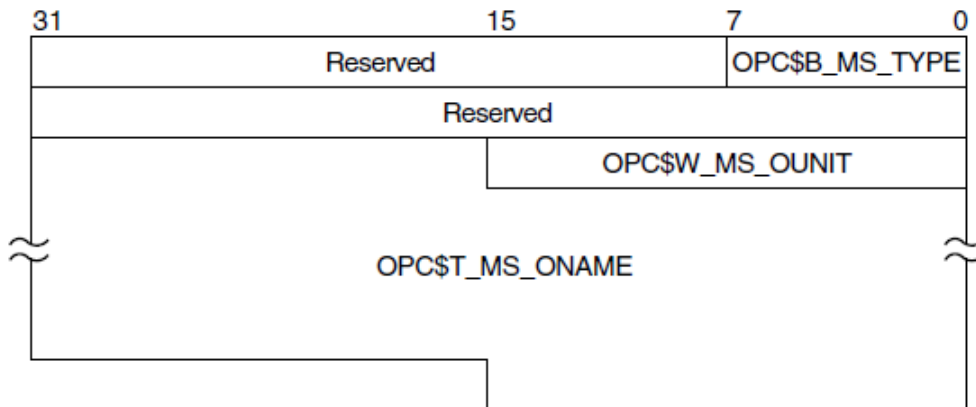 31 15 7 0
Reserved OPC$B_MS_TYPE
Reserved
OPC$W_MS_OUNIT
OPC$T_MS_ONAME